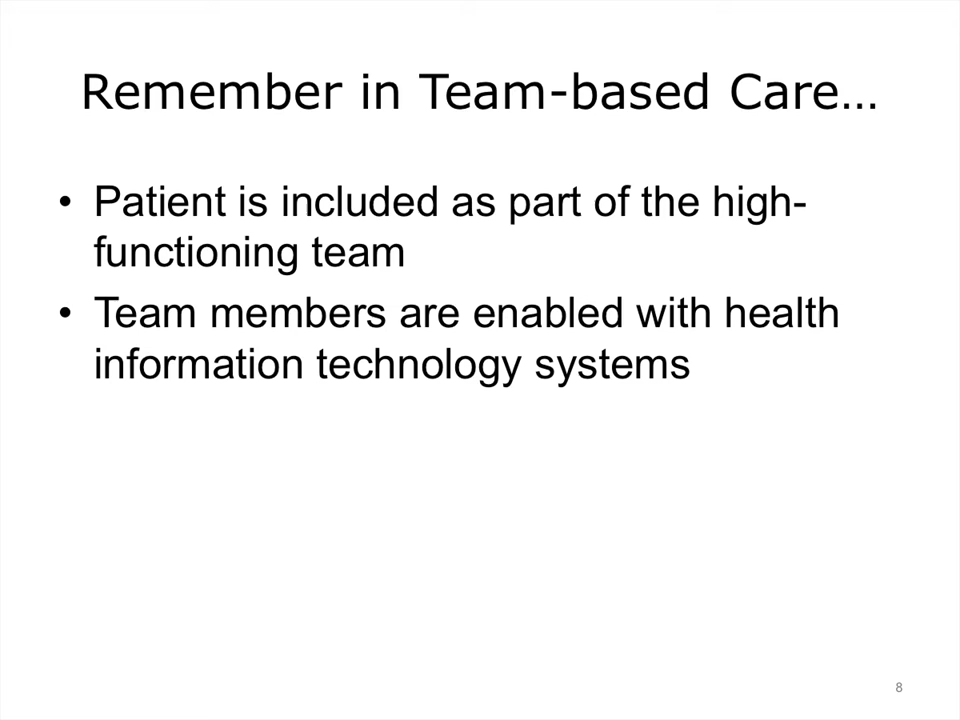 Remember in Team-based Care…
• Patient is included as part of the high-
functioning team
• Team members are enabled with health
information technology systems
8